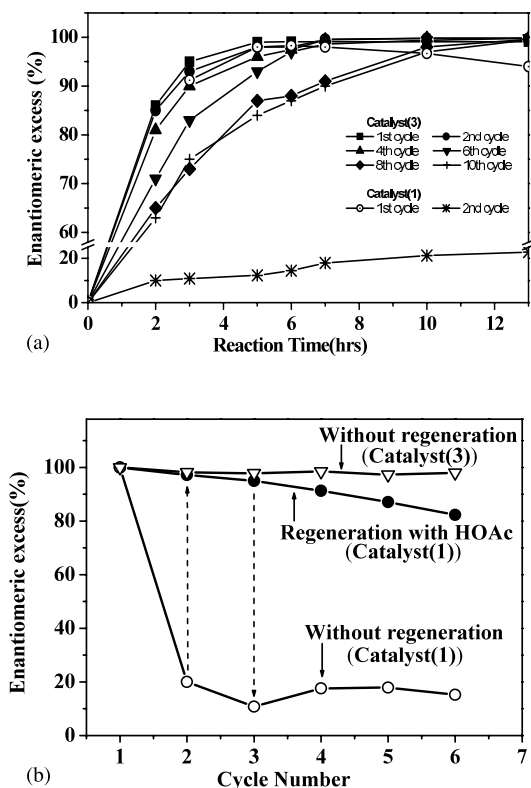 100
90
80
70
60
20
0
Enantiomeric excess (%)
Catalyst(3)
1st cycle 2nd cycle
4th cycle 6th cycle
8th cycle 10th cycle
Catalyst(1)
1st cycle 2nd cycle
0 2 4 6 8 10 12
Reaction Time(hrs)
(a)
120
100
80
60
40
20
0
Enantiomeric excess(%)
Without regeneration
(Catalyst(3))
Regeneration with HOAc
(Catalyst(1))
Without regeneration
(Catalyst(1))
1 2 3 4 5 6 7
Cycle Number
(b)